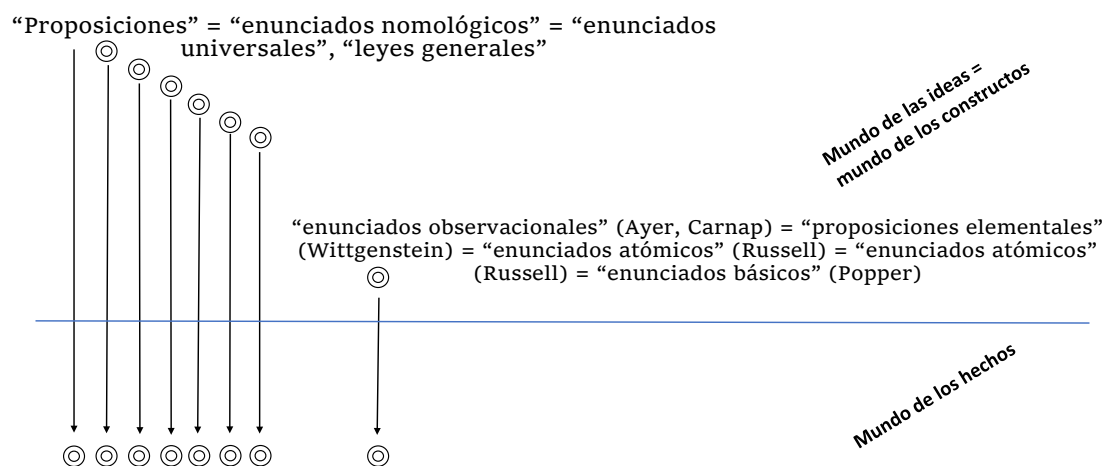 “Proposiciones” = “enunciados nomológicos” = “enunciados
universales”, “leyes generales”
Mundo de las ideas =
mundo de los constructos
“enunciados observacionales” (Ayer, Carnap) = “proposiciones elementales”
(Wittgenstein) = “enunciados atómicos” (Russell) = “enunciados atómicos”
(Russell) = “enunciados básicos” (Popper)
Mundo de los hechos